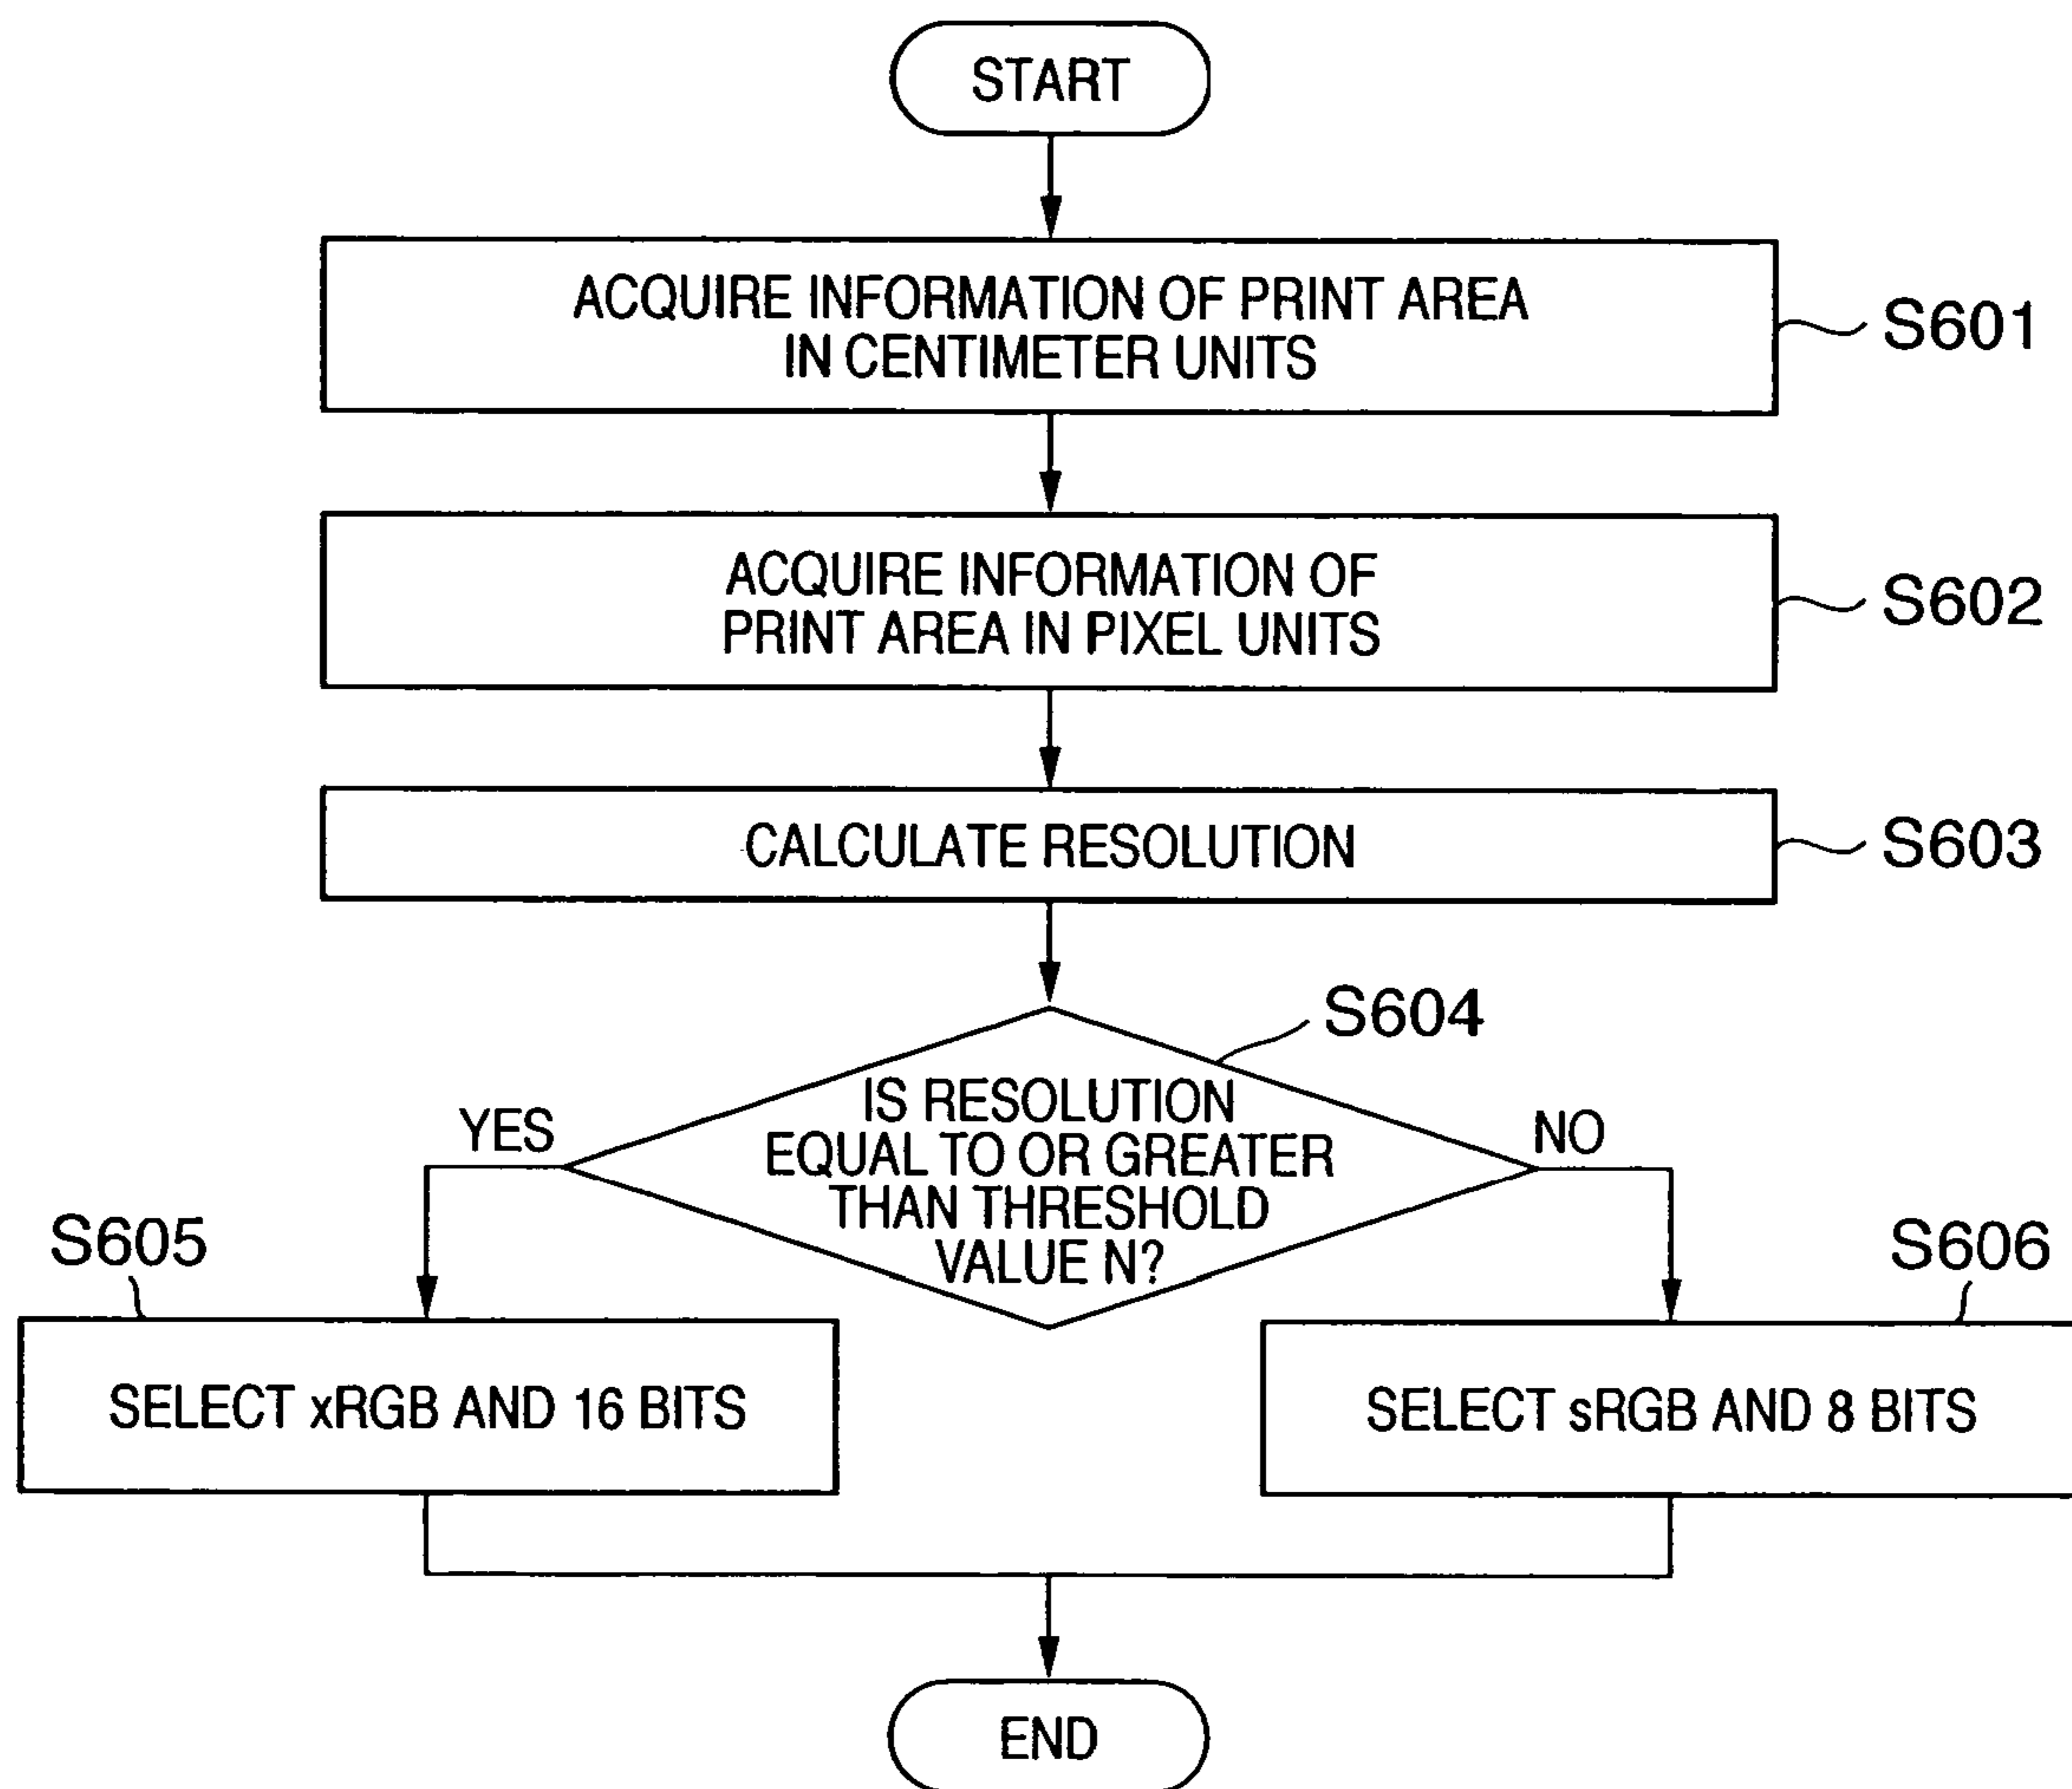 START
ACQUIRE INFORMATION OF PRINT AREA
IN CENTIMETER UNITS
S601
ACQUIRE INFORMATION OF
PRINT AREA IN PIXEL UNITS
S602
CALCULATE RESOLUTION
S603
S604
IS RESOLUTION
EQUAL TO OR GREATER
THAN THRESHOLD
VALUE N?
YES
NO
S605
SELECT xRGB AND 16 BITS
S606
SELECT sRGB AND 8 BITS
END